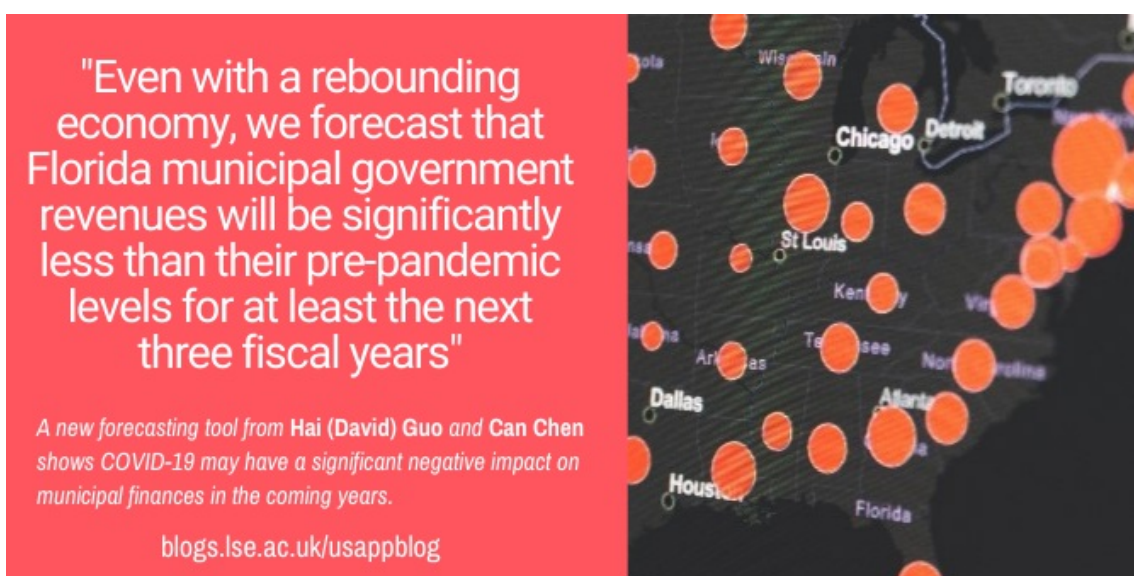 "Even with a rebounding
economy, we forecast that
Florida municipal government
revenues will be significantly
less than their pre-pandemic
levels for at least the next
three fiscal years"
A new forecasting tool from Hai (David) Guo and Can Chen
shows COVID-19 may have a significant negative impact on
municipal finances in the coming years.
blogs.lse.ac.uk/usappblog
Toronto
Chicago
Detroit
St Louis
Dallas
Atlanta
Florida